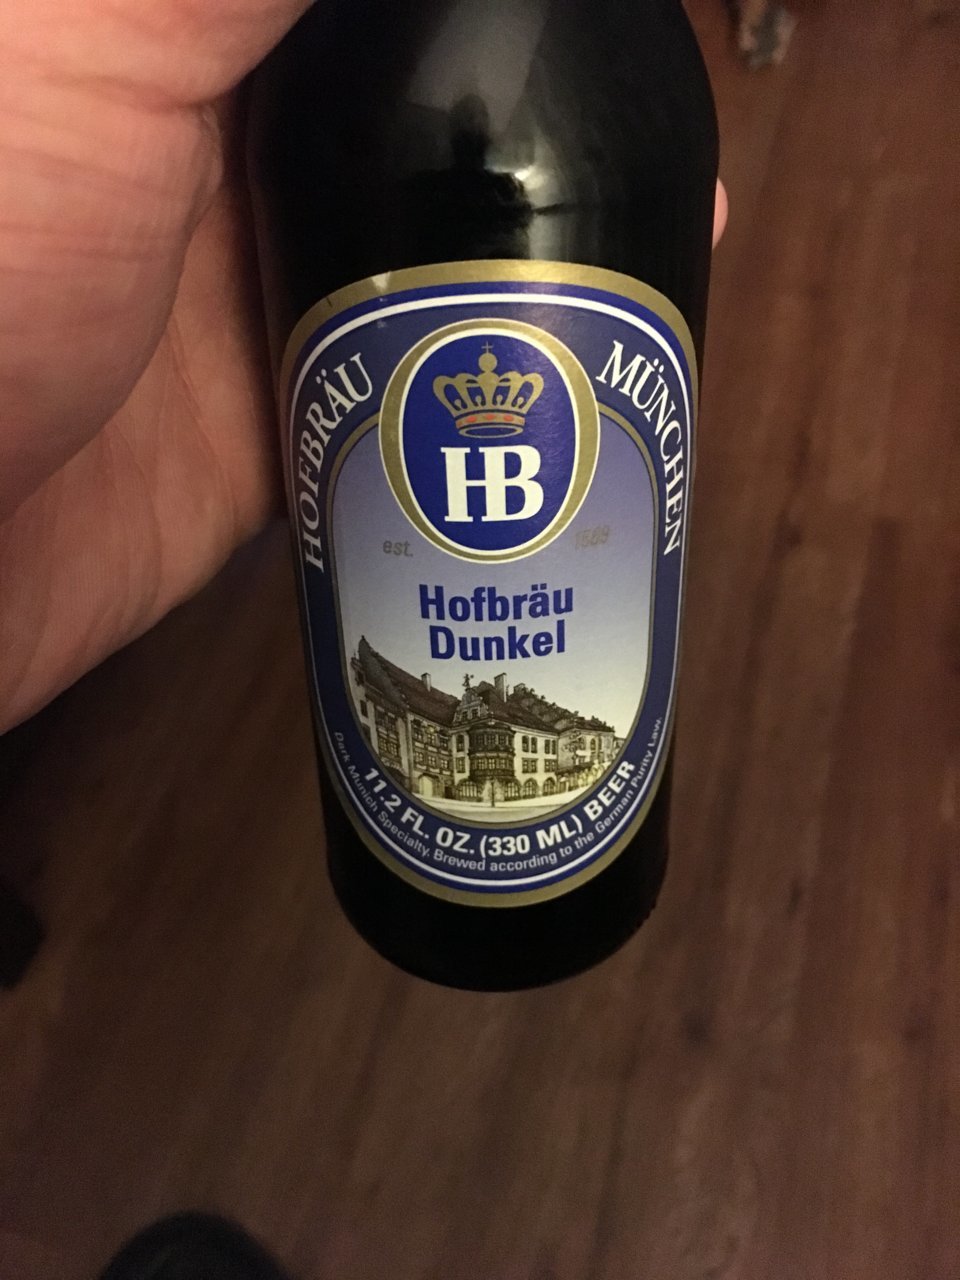 HOFBRÄU MÜNCHEN
HB
est. 1589
Hofbräu
Dunkel
11.2 FL. OZ. (330 ML) BEER
Dark Munich Specialty. Brewed according to the German Purity Law.